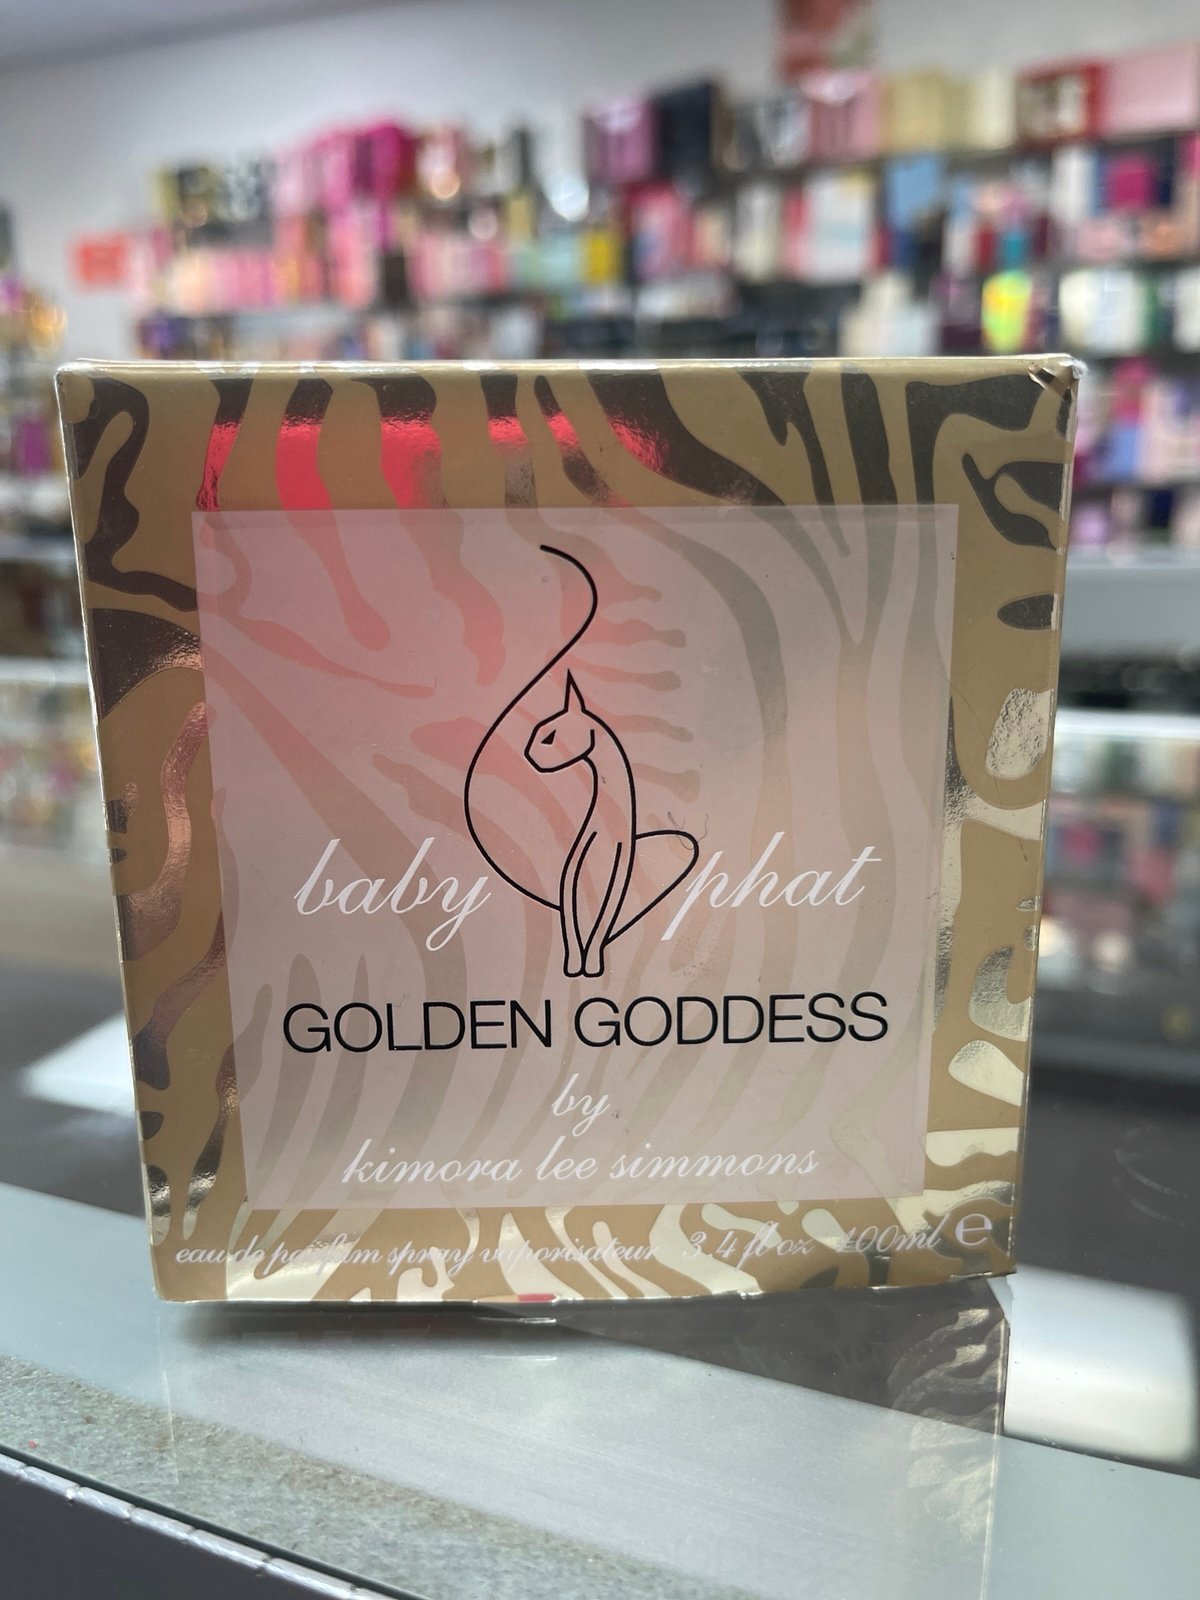 baby phat
GOLDEN GODDESS
by
kimora lee simmons
eau de parfum spray vaporisateur 3.4 fl oz 100ml e